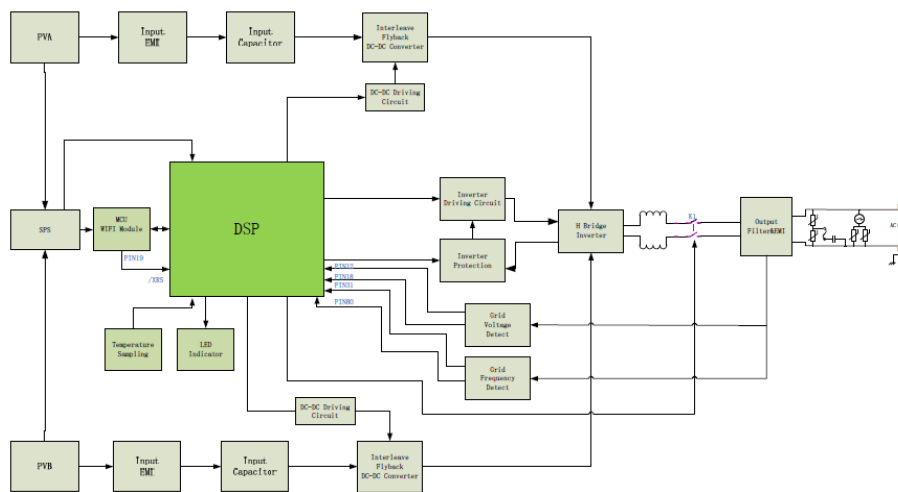 PVA
Input
EMI
Input
Capacitor
Interleave
Flyback
DC-DC Converter
DC-DC Driving
Circuit
SPS
MCU
WIFI Module
PIN19
/XRS
DSP
Inverter
Driving Circuit
Inverter
Protection
H Bridge
Inverter
K1
Output
Filter&EMI
AC
PIN38
PIN31
PIN80
Temperature
Sampling
LED
Indicator
Grid
Voltage
Detect
Grid
Frequency
Detect
DC-DC Driving
Circuit
PVB
Input
EMI
Input
Capacitor
Interleave
Flyback
DC-DC Converter